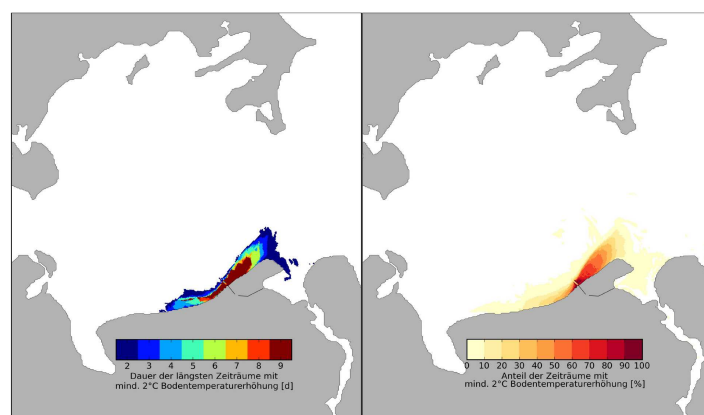 2 3 4 5 6 7 8 9
Dauer der längsten Zeiträume mit
mind. 2°C Bodentemperaturerhöhung [d]
0 10 20 30 40 50 60 70 80 90 100
Anteil der Zeiträume mit
mind. 2°C Bodentemperaturerhöhung [%]